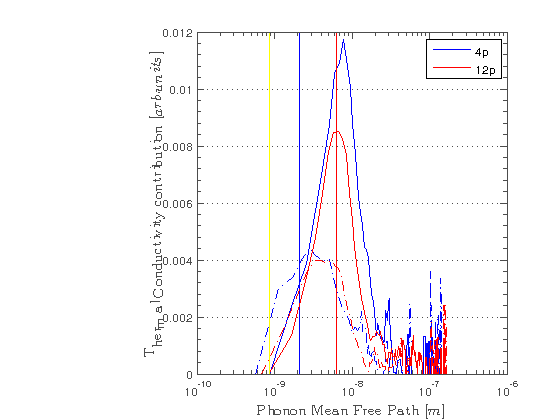 Thermal Conductivity contribution [arb.units]
0.012
0.01
0.008
0.006
0.004
0.002
0
4p
12p
10^-10 10^-9 10^-8 10^-7 10^-6
Phonon Mean Free Path [m]